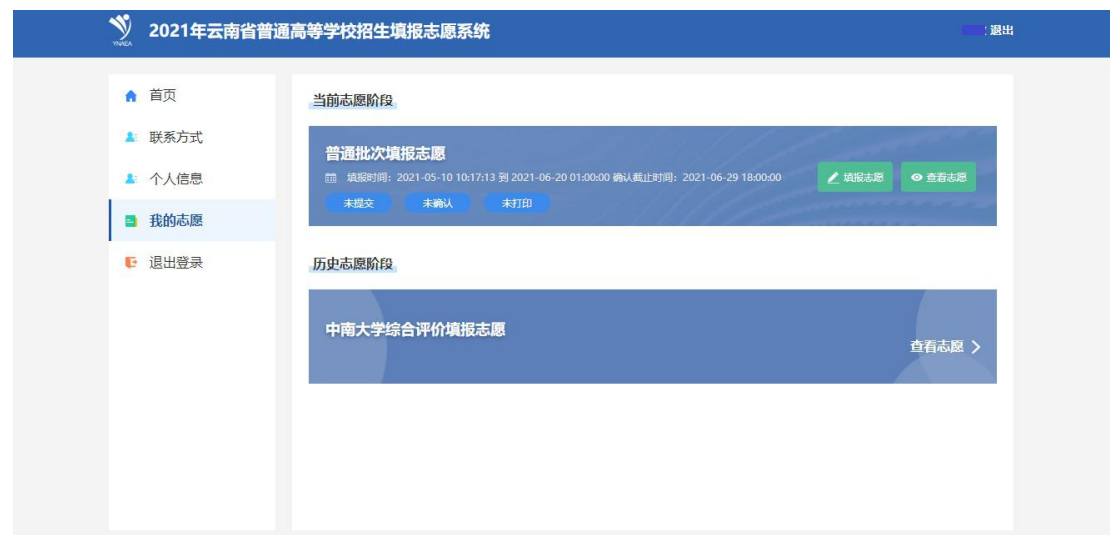 YNAEA
2021年云南省普通高等学校招生填报志愿系统
退出
首页
联系方式
个人信息
我的志愿
退出登录
当前志愿阶段
普通批次填报志愿
填报时间：2021-05-10 10:17:13 到 2021-06-20 01:00:00 确认截止时间：2021-06-29 18:00:00
未提交 未确认 未打印
填报志愿 查看志愿
历史志愿阶段
中南大学综合评价填报志愿
查看志愿